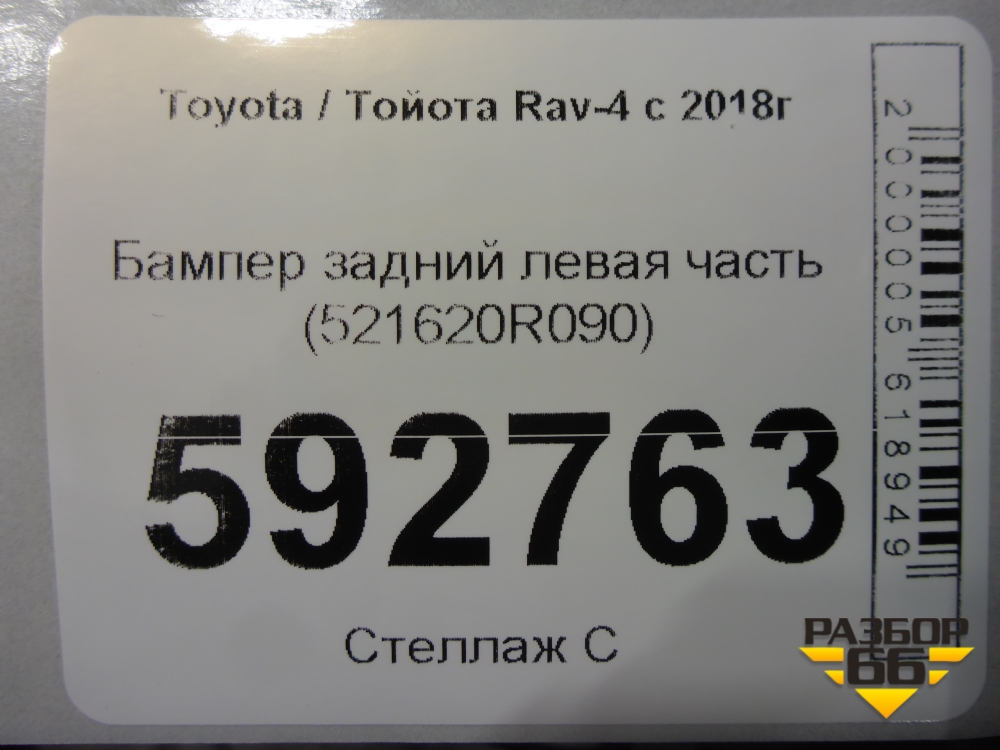 Toyota / Тойота Rav-4 с 2018г
Бампер задний левая часть
(521620R090)
592763
Стеллаж С
2000005618949
РАЗБОР
66